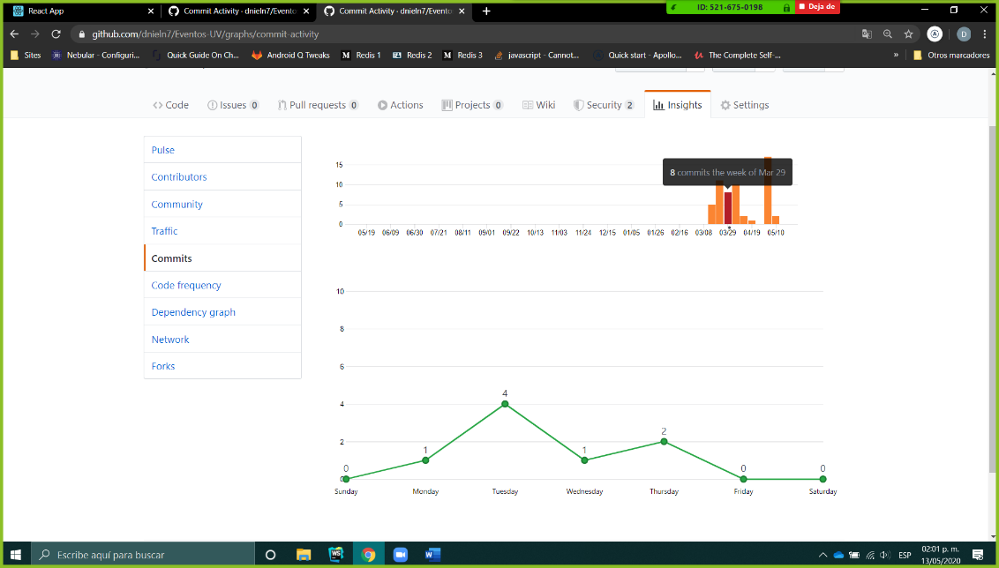 React App
Commit Activity · dnieln7/Evento
Commit Activity · dnieln7/Evento
ID: 521-675-0198
Deja de
github.com/dnieln7/Eventos-UV/graphs/commit-activity
Sites
Nebular - Configuri...
Quick Guide On Ch...
Android Q Tweaks
Redis 1
Redis 2
Redis 3
javascript - Cannot...
Quick start - Apollo...
The Complete Self-...
»
Otros marcadores
Code
Issues 0
Pull requests 0
Actions
Projects 0
Wiki
Security 2
Insights
Settings
Pulse
Contributors
Community
Traffic
Commits
Code frequency
Dependency graph
Network
Forks
15
10
5
0
8 commits the week of Mar 29
05/19 06/09 06/30 07/21 08/11 09/01 09/22 10/13 11/03 11/24 12/15 01/05 01/26 02/16 03/08 03/29 04/19 05/10
10
8
6
4
2
0
0 1 4 1 2 0 0
Sunday Monday Tuesday Wednesday Thursday Friday Saturday
Escribe aquí para buscar
ESP
02:01 p. m.
13/05/2020